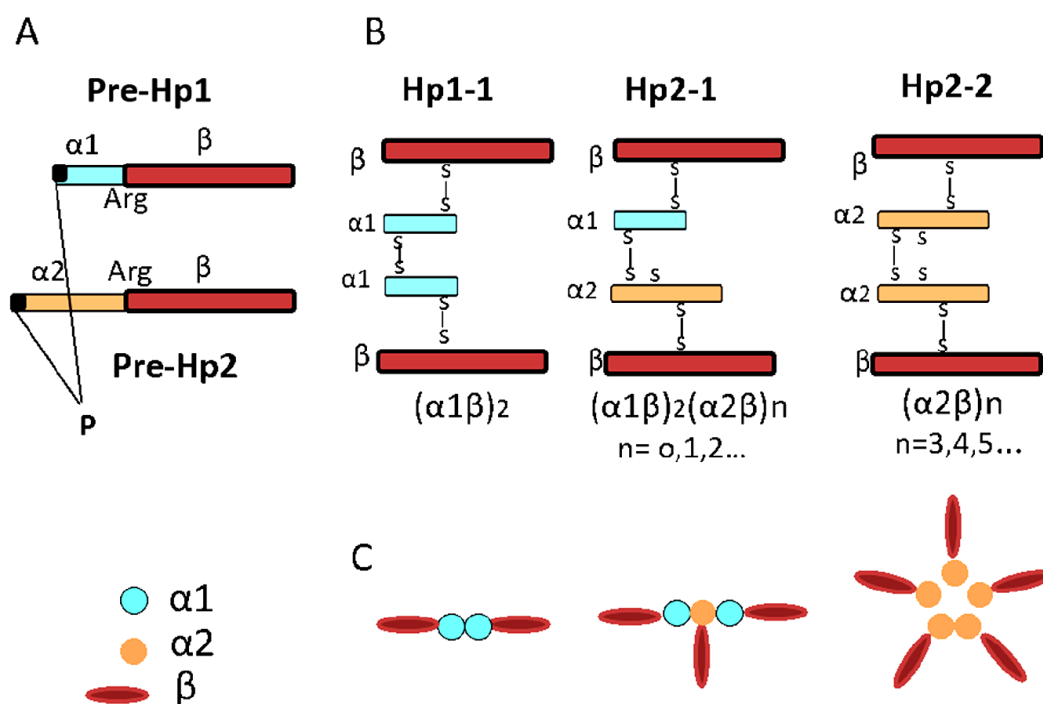 A
Pre-Hp1
α1
β
Arg
α2
Arg
β
Pre-Hp2
P
B
Hp1-1
Hp2-1
Hp2-2
β
S
S
α1
S
S
α1
S
S
β
(α1β)2
β
S
S
α1
S
S S
α2
S
S
β
(α1β)2(α2β)n
n= o,1,2...
β
S
S
α2
S S
S S
α2
S
S
β
(α2β)n
n=3,4,5...
α1
α2
β
C